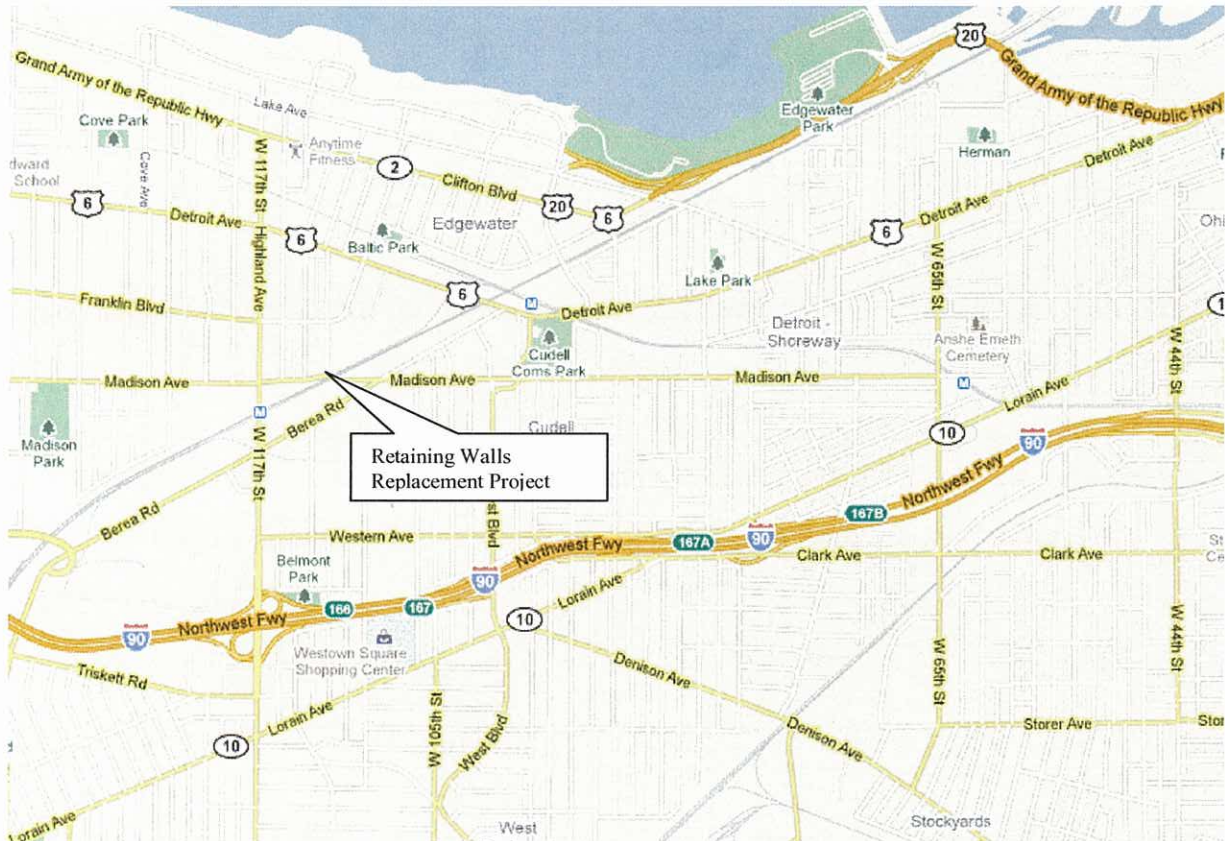 20
Grand Army of the Republic Hwy
Grand Army of the Republic Hwy
Lake Ave
Edgewater
Park
Cove Park
Anytime
Fitness
Herman
Detroit Ave
dward
School
Cove Ave
W 117th St
2
Clifton Blvd
20
6
6
Detroit Ave
6
Highland Ave
Edgewater
Baltic Park
6
Detroit Ave
W 65th St
Lake Park
6
M
Detroit Ave
Franklin Blvd
Detroit -
Shoreway
Anshe Emeth
Cemetery
W 44th St
Cudell
Coms Park
Madison Ave
Madison Ave
Madison Ave
M
Lorain Ave
M
Berea Rd
Madison
Park
W 117th St
Cudell
10
Retaining Walls
Replacement Project
90
Northwest Fwy
Berea Rd
167B
Western Ave
167A
90
Northwest Fwy
Clark Ave
Clark Ave
Belmont
Park
90
Lorain Ave
166
167
Northwest Fwy
90
10
Westown Square
Shopping Center
Triskett Rd
Denison Ave
W 65th St
W 44th St
Lorain Ave
10
W 105th St
West Blvd
Denison Ave
Storer Ave
Lorain Ave
West
Stockyards